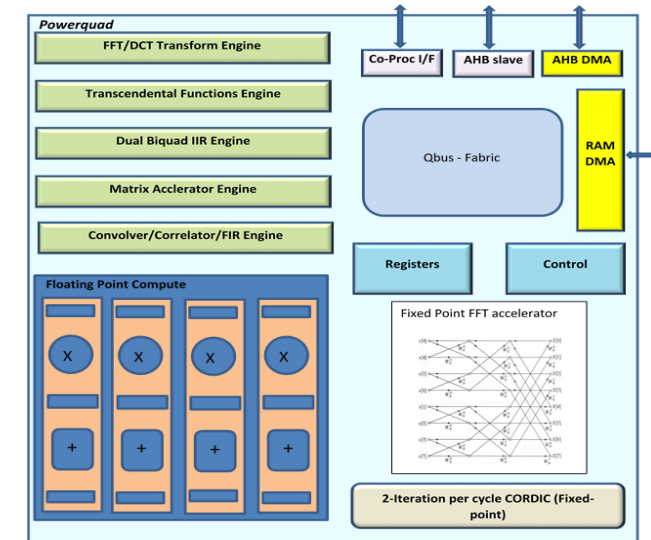 Powerquad
FFT/DCT Transform Engine
Transcendental Functions Engine
Dual Biquad IIR Engine
Matrix Acclerator Engine
Convolver/Correlator/FIR Engine
Co-Proc I/F
AHB slave
AHB DMA
Qbus - Fabric
RAM
DMA
Registers
Control
Floating Point Compute
X
X
X
X
+
+
+
+
Fixed Point FFT accelerator
2-Iteration per cycle CORDIC (Fixed-
point)